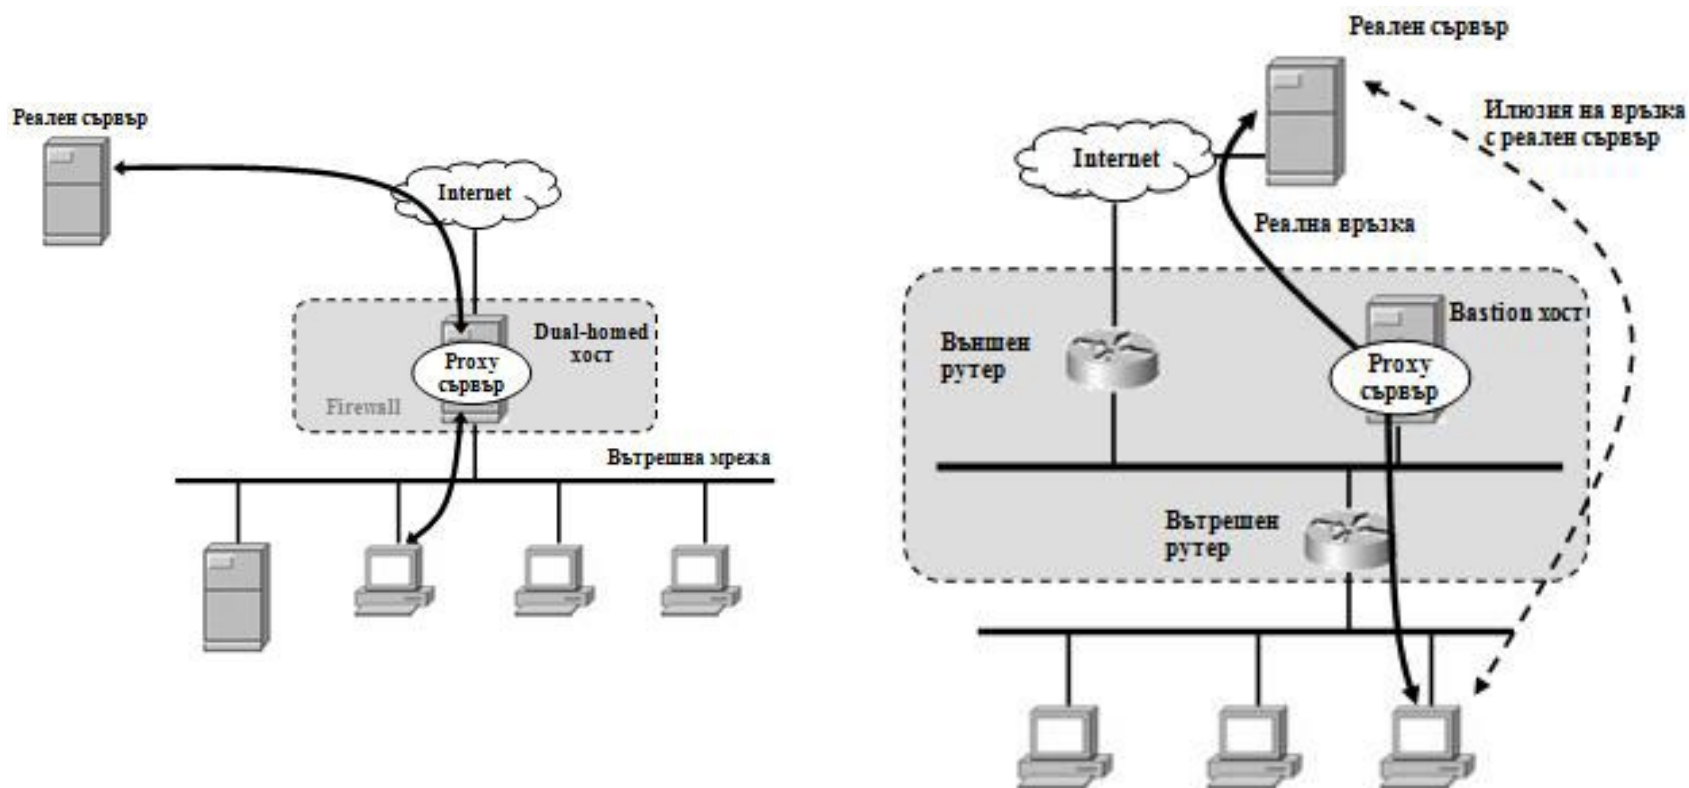 Реален сървър
Internet
Dual-homed
хост
Proxy
сървър
Firewall
Вътрешна мрежа
Реален сървър
Илюзия на връзка
с реален сървър
Internet
Реална връзка
Bastion хост
Външен
рутер
Proxy
сървър
Вътрешен
рутер